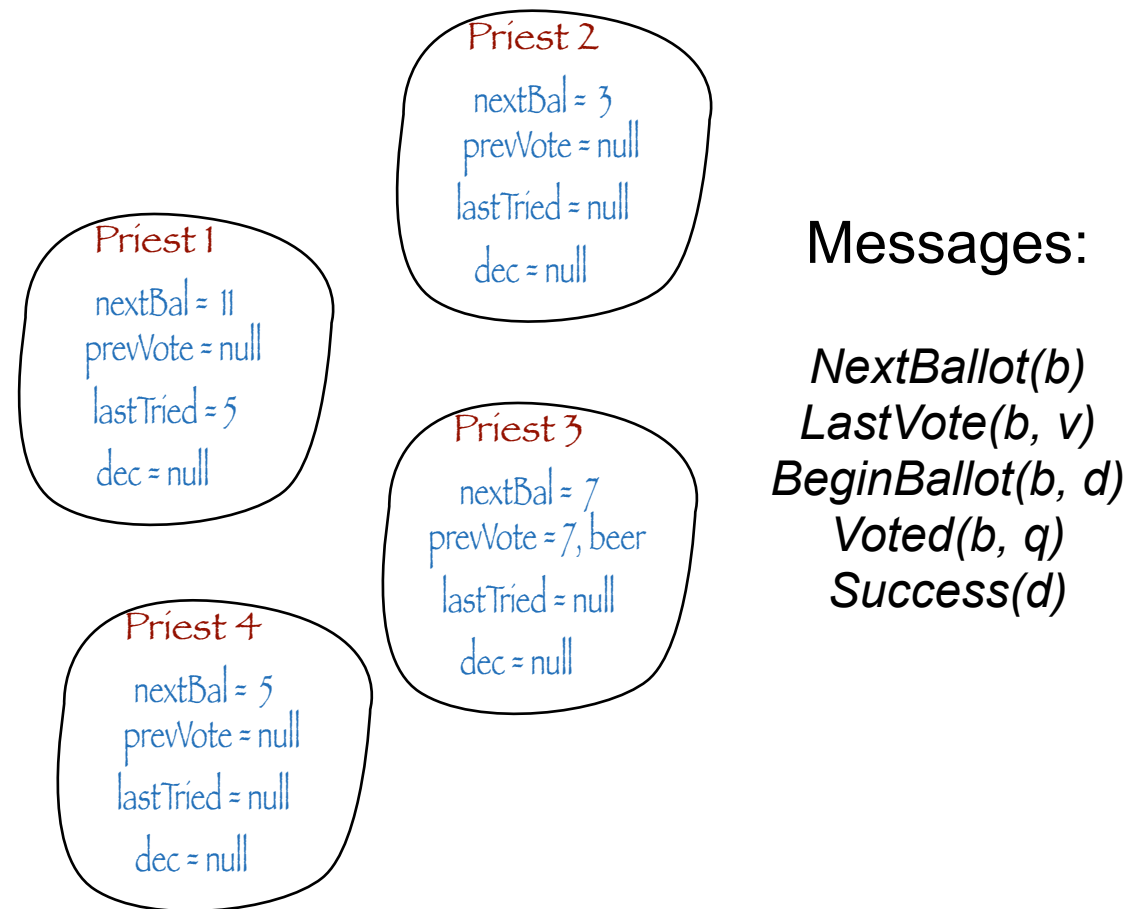 Priest 2
nextBal = 3
prevVote = null
lastTried = null
dec = null
Priest 1
nextBal = 11
prevVote = null
lastTried = 5
dec = null
Priest 3
nextBal = 7
prevVote = 7, beer
lastTried = null
dec = null
Priest 4
nextBal = 5
prevVote = null
lastTried = null
dec = null
Messages:
NextBallot(b)
LastVote(b, v)
BeginBallot(b, d)
Voted(b, q)
Success(d)